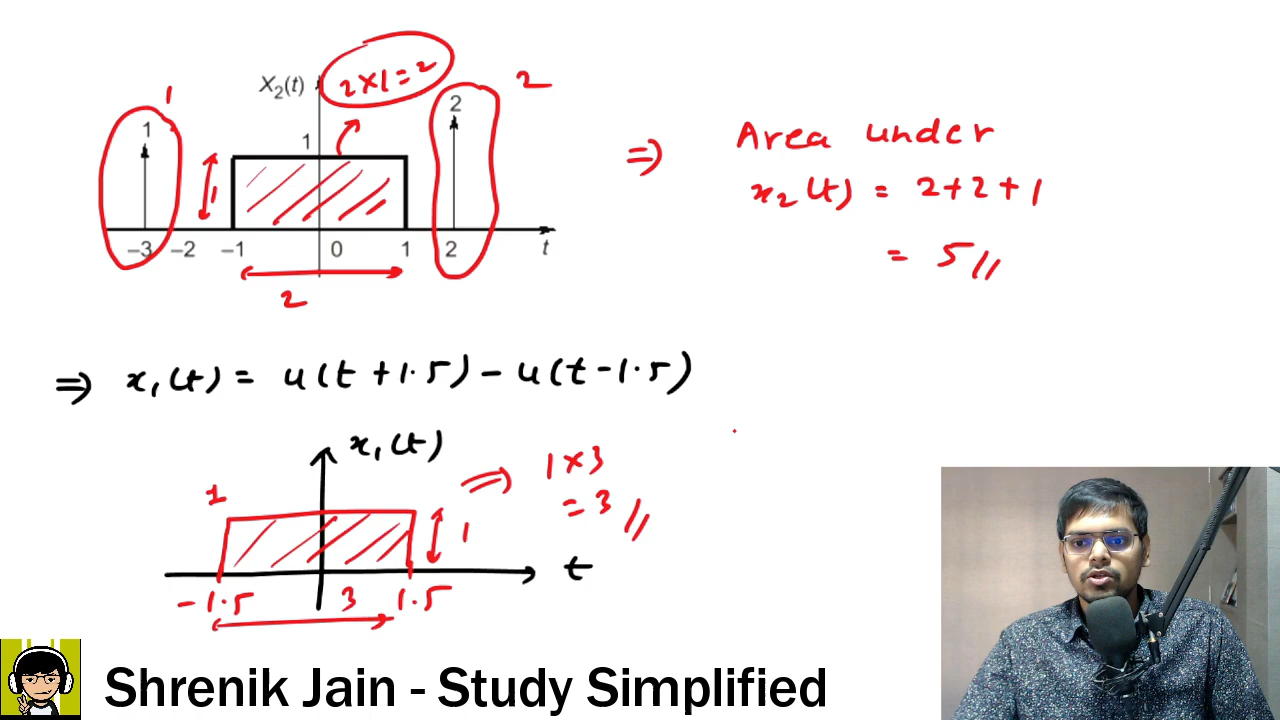 X₂(t)
2×1=2
2
1
1
1
2
1
⇒ Area under
x₂(t) = 2+2+1
= 5//
–3 –2 –1 0 1 2 t
2
⇒ x₁(t) = u(t+1.5) – u(t–1.5)
x₁(t)
1
⇒ 1×3
= 3//
1
t
–1.5 3 1.5
Shrenik Jain - Study Simplified